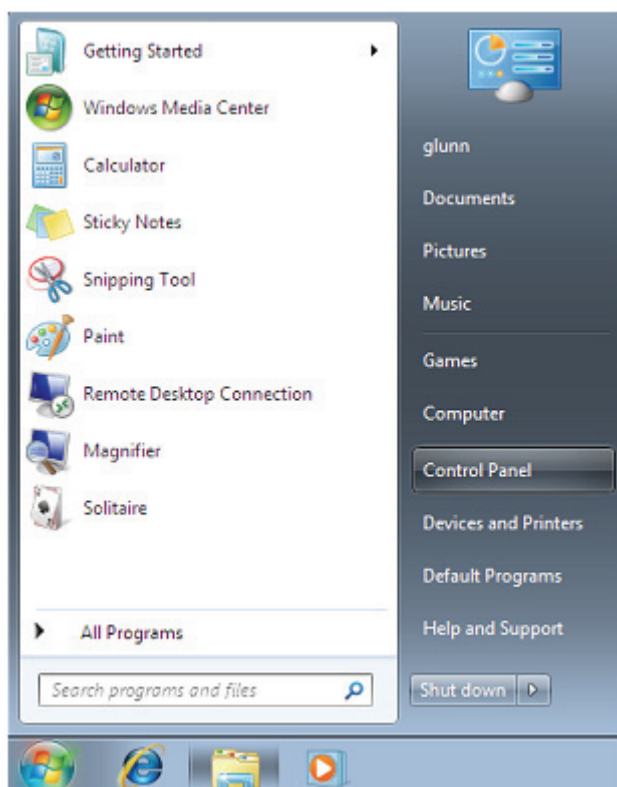 Getting Started
Windows Media Center
Calculator
Sticky Notes
Snipping Tool
Paint
Remote Desktop Connection
Magnifier
Solitaire
All Programs
Search programs and files
glunn
Documents
Pictures
Music
Games
Computer
Control Panel
Devices and Printers
Default Programs
Help and Support
Shut down